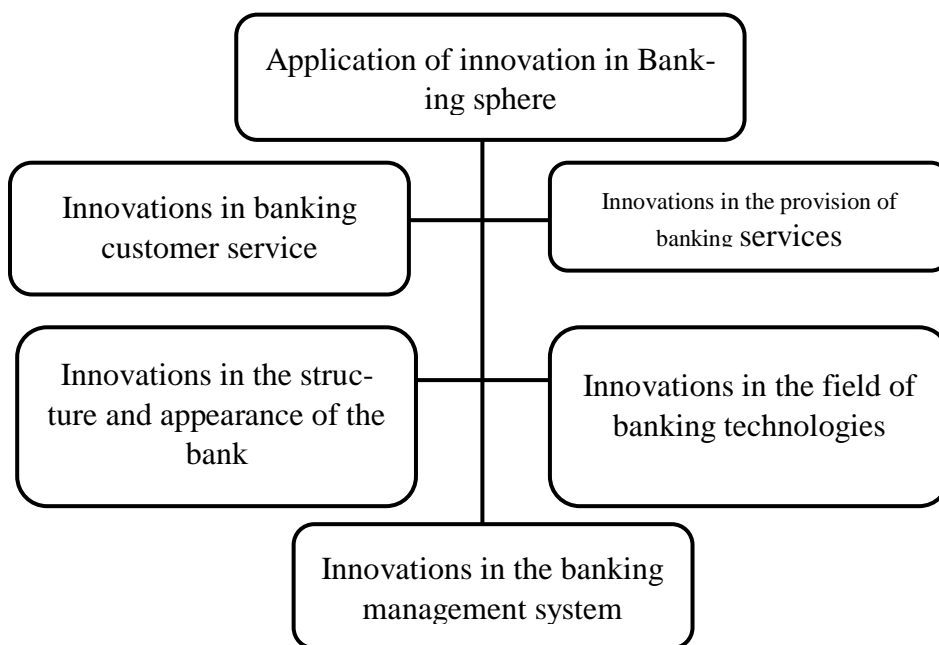 Application of innovation in Bank-
ing sphere
Innovations in banking
customer service
Innovations in the provision of
banking services
Innovations in the struc-
ture and appearance of the
bank
Innovations in the field of
banking technologies
Innovations in the banking
management system